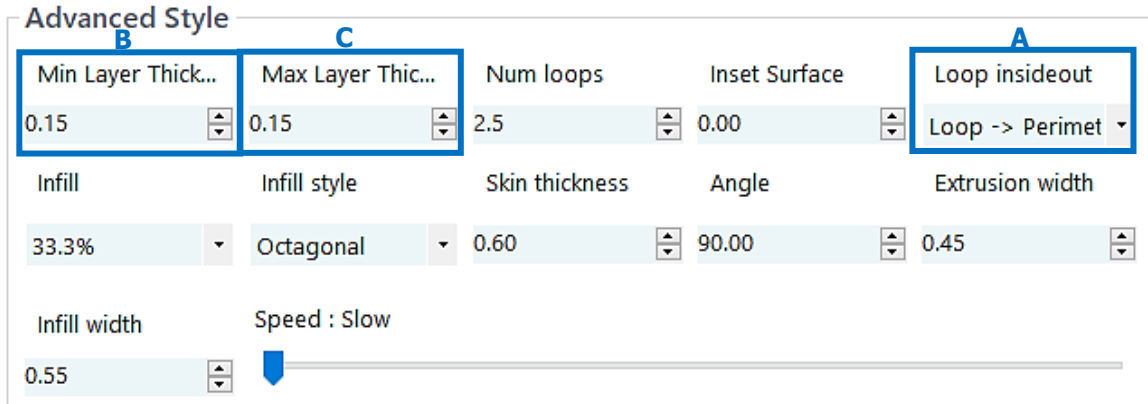 Advanced Style
B C A
Min Layer Thick... Max Layer Thic... Num loops Inset Surface Loop insideout
0.15 0.15 2.5 0.00 Loop -> Perimet
Infill Infill style Skin thickness Angle Extrusion width
33.3% Octagonal 0.60 90.00 0.45
Infill width Speed : Slow
0.55